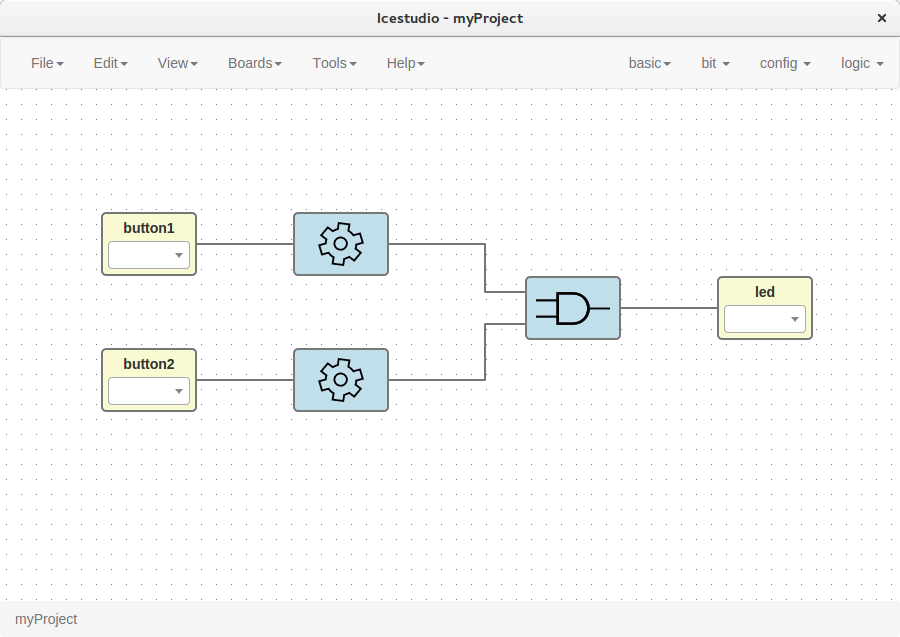 Icestudio - myProject
File Edit View Boards Tools Help basic bit config logic
button1
led
button2
myProject